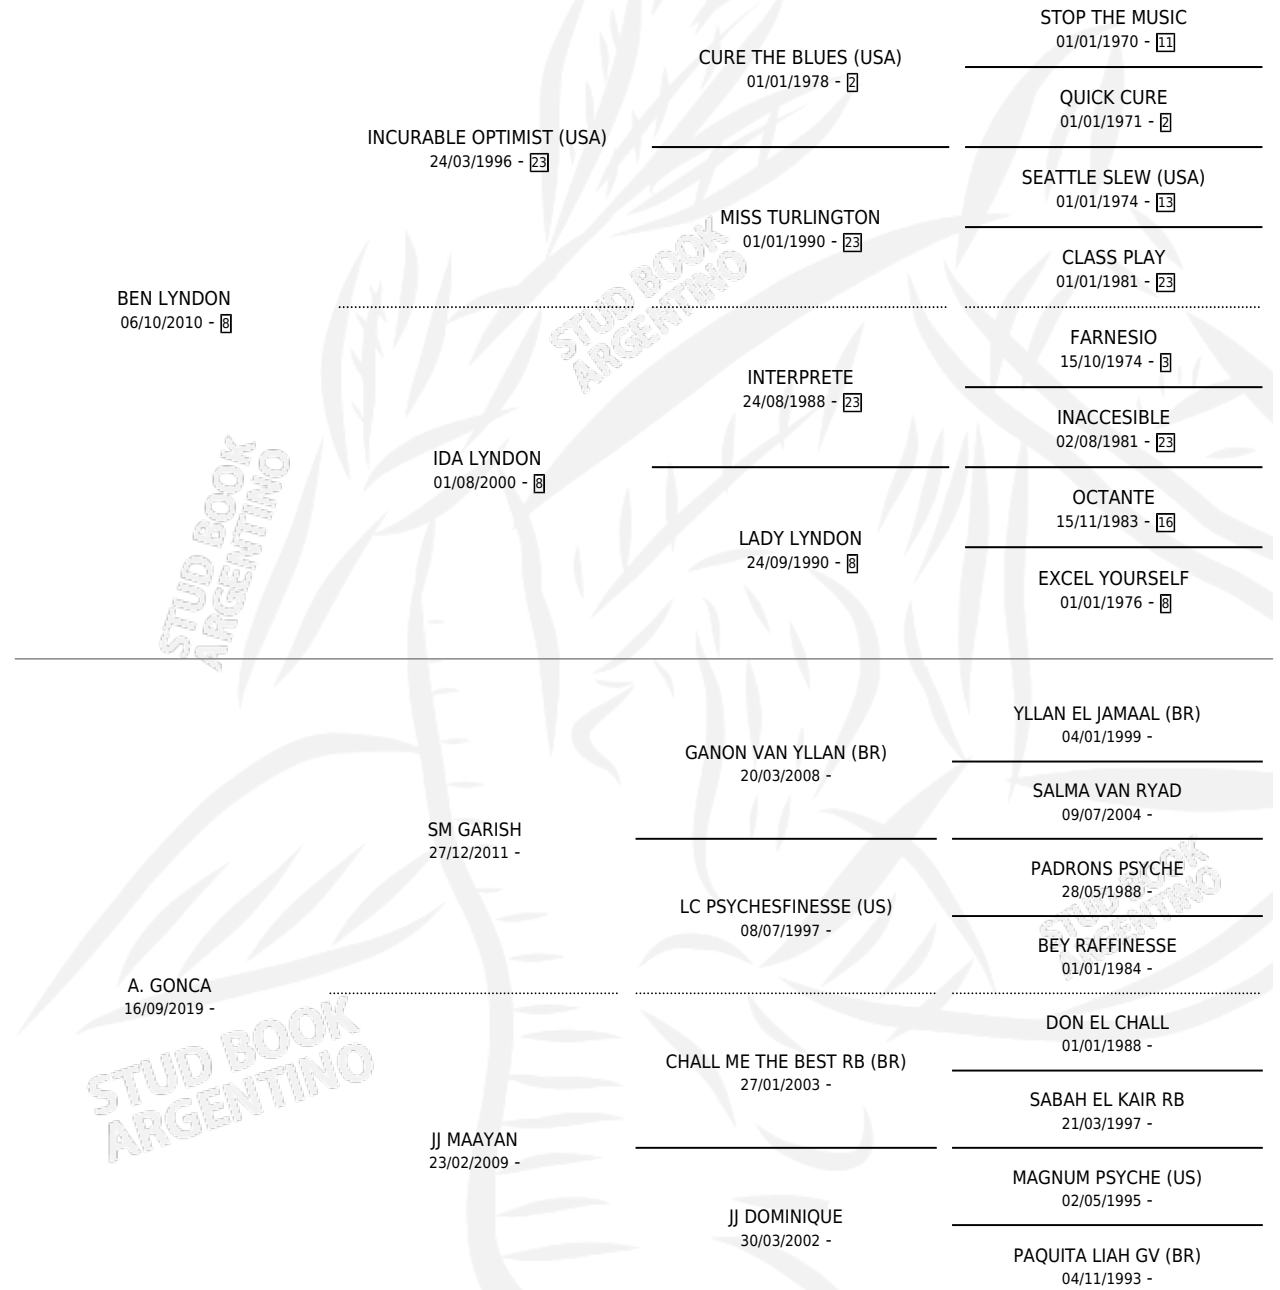 STOP THE MUSIC
01/01/1970 - 11
CURE THE BLUES (USA)
01/01/1978 - 2
QUICK CURE
01/01/1971 - 2
INCURABLE OPTIMIST (USA)
24/03/1996 - 23
SEATTLE SLEW (USA)
01/01/1974 - 13
MISS TURLINGTON
01/01/1990 - 23
CLASS PLAY
01/01/1981 - 23
BEN LYNDON
06/10/2010 - 8
FARNESIO
15/10/1974 - 3
INTERPRETE
24/08/1988 - 23
INACCESIBLE
02/08/1981 - 23
IDA LYNDON
01/08/2000 - 8
OCTANTE
15/11/1983 - 16
LADY LYNDON
24/09/1990 - 8
EXCEL YOURSELF
01/01/1976 - 8
YLLAN EL JAMAAL (BR)
04/01/1999 -
GANON VAN YLLAN (BR)
20/03/2008 -
SALMA VAN RYAD
09/07/2004 -
SM GARISH
27/12/2011 -
PADRONS PSYCHE
28/05/1988 -
LC PSYCHESFINESSE (US)
08/07/1997 -
BEY RAFFINESSE
01/01/1984 -
A. GONCA
16/09/2019 -
DON EL CHALL
01/01/1988 -
CHALL ME THE BEST RB (BR)
27/01/2003 -
SABAH EL KAIR RB
21/03/1997 -
JJ MAAYAN
23/02/2009 -
MAGNUM PSYCHE (US)
02/05/1995 -
JJ DOMINIQUE
30/03/2002 -
PAQUITA LIAH GV (BR)
04/11/1993 -
STUD BOOK
ARGENTINO
STUD BOOK
ARGENTINO
STUD BOOK
ARGENTINO
STUD BOOK
ARGENTINO